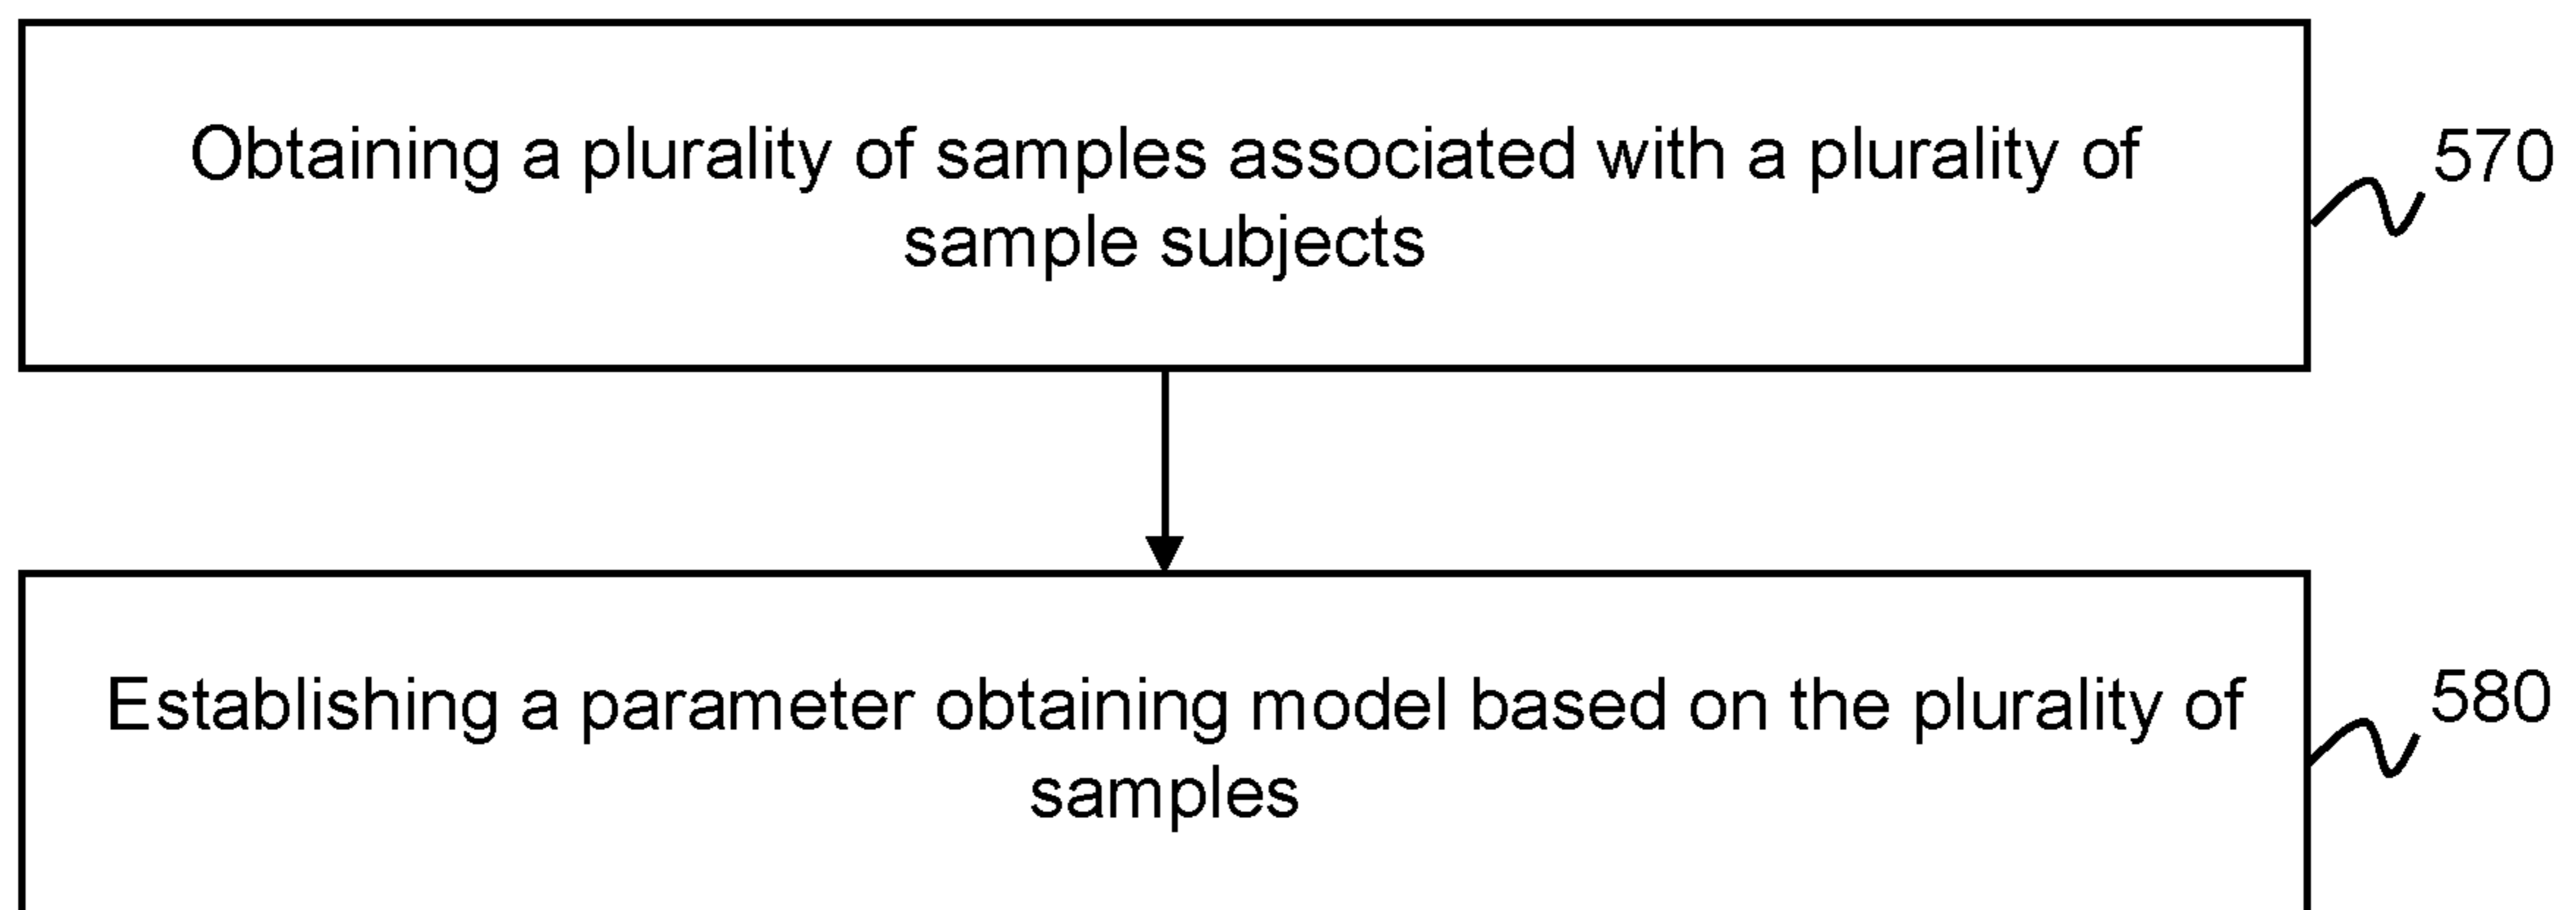 Obtaining a plurality of samples associated with a plurality of
sample subjects
570
Establishing a parameter obtaining model based on the plurality of
samples
580